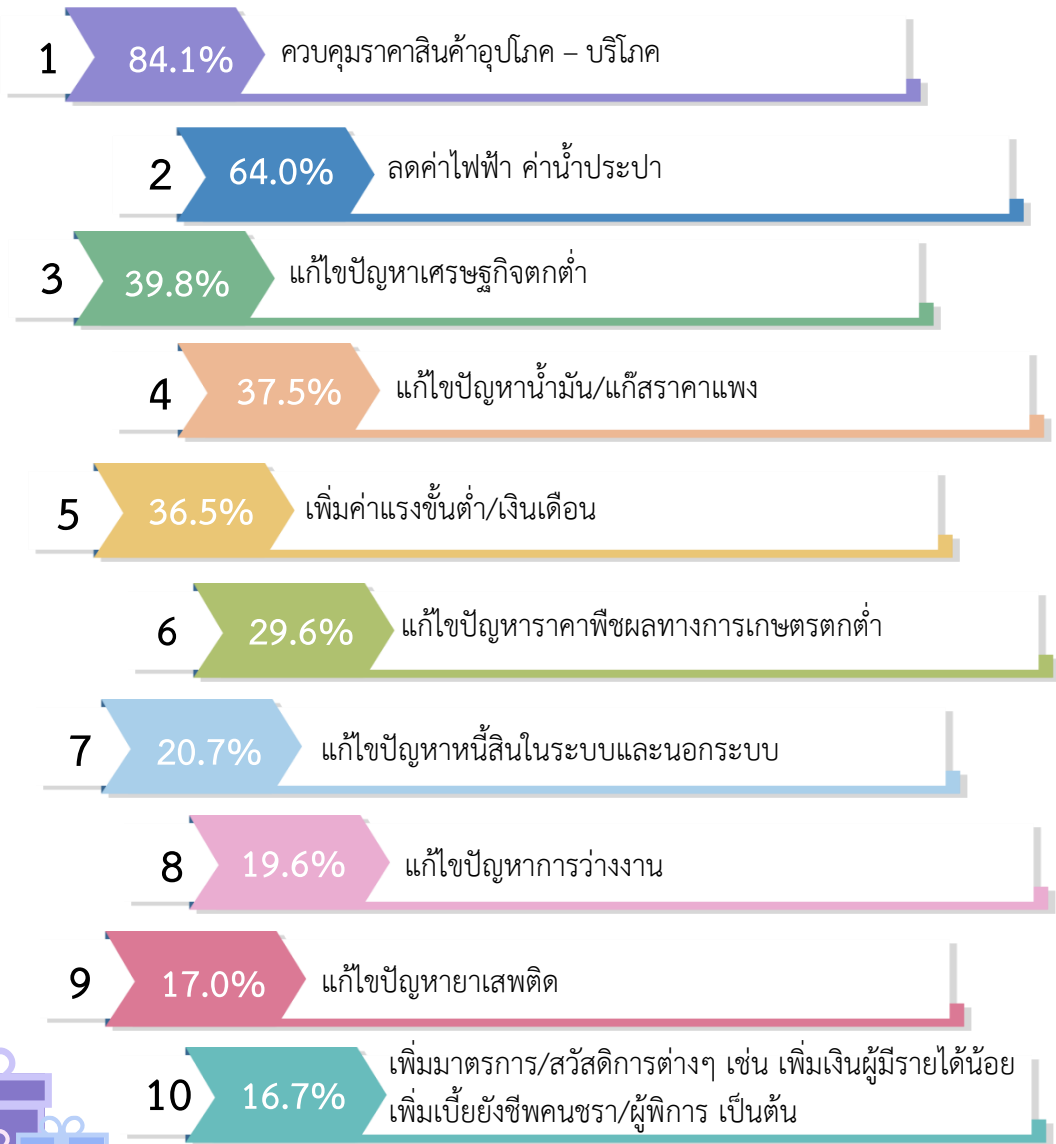 1 84.1% ควบคุมราคาสินค้าอุปโภค – บริโภค
2 64.0% ลดค่าไฟฟ้า ค่าน้ำประปา
3 39.8% แก้ไขปัญหาเศรษฐกิจตกต่ำ
4 37.5% แก้ไขปัญหาน้ำมัน/แก๊สราคาแพง
5 36.5% เพิ่มค่าแรงขั้นต่ำ/เงินเดือน
6 29.6% แก้ไขปัญหาราคาพืชผลทางการเกษตรตกต่ำ
7 20.7% แก้ไขปัญหาหนี้สินในระบบและนอกระบบ
8 19.6% แก้ไขปัญหาการว่างงาน
9 17.0% แก้ไขปัญหายาเสพติด
10 16.7% เพิ่มมาตรการ/สวัสดิการต่างๆ เช่น เพิ่มเงินผู้มีรายได้น้อย
เพิ่มเบี้ยยังชีพคนชรา/ผู้พิการ เป็นต้น